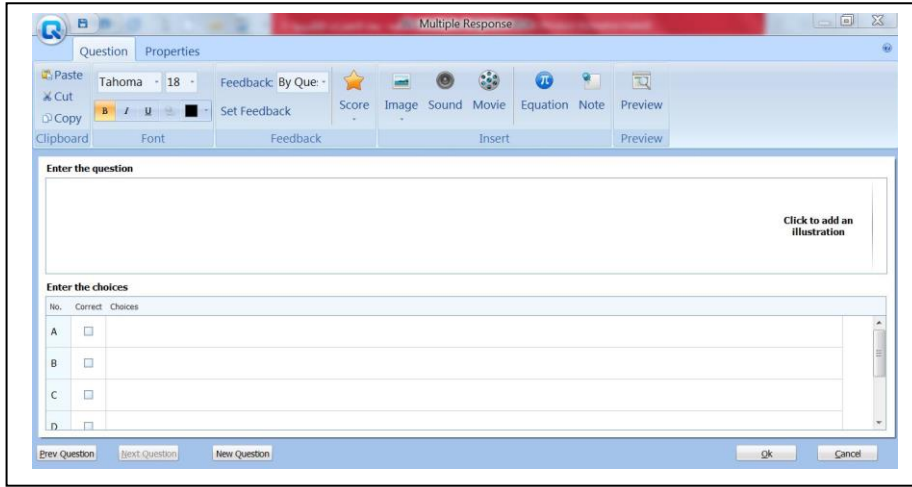 Multiple Response
Question Properties
Paste
Cut
Copy
Clipboard
Tahoma 18
B I U
Font
Feedback: By Que:
Set Feedback
Feedback
Score
Image Sound Movie Equation Note
Insert
Preview
Preview
Enter the question
Click to add an
illustration
Enter the choices
No. Correct Choices
A
B
C
D
Prev Question Next Question New Question Ok Cancel